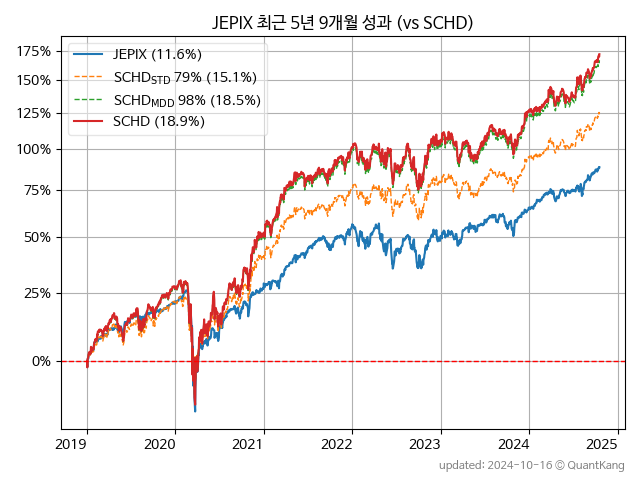 JEPIX 최근 5년 9개월 성과 (vs SCHD)
175%
150%
125%
100%
75%
50%
25%
0%
JEPIX (11.6%)
SCHD_STD 79% (15.1%)
SCHD_MDD 98% (18.5%)
SCHD (18.9%)
2019 2020 2021 2022 2023 2024 2025
updated: 2024-10-16 © QuantKang